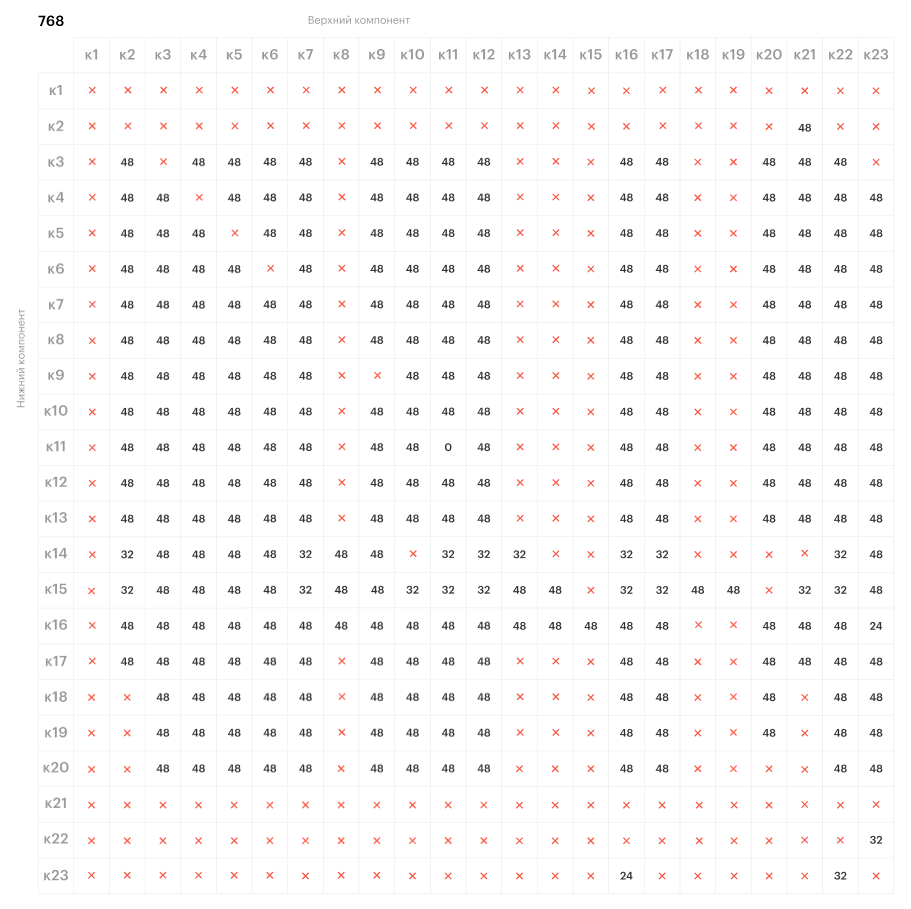 768 Верхний компонент
к1 к2 к3 к4 к5 к6 к7 к8 к9 к10 к11 к12 к13 к14 к15 к16 к17 к18 к19 к20 к21 к22 к23
к1 × × × × × × × × × × × × × × × × × × × × × × ×
к2 × × × × × × × × × × × × × × × × × × × × 48 × ×
к3 × 48 × 48 48 48 48 × 48 48 48 48 × × × 48 48 × × 48 48 48 ×
к4 × 48 48 × 48 48 48 × 48 48 48 48 × × × 48 48 × × 48 48 48 48
к5 × 48 48 48 × 48 48 × 48 48 48 48 × × × 48 48 × × 48 48 48 48
к6 × 48 48 48 48 × 48 × 48 48 48 48 × × × 48 48 × × 48 48 48 48
к7 × 48 48 48 48 48 48 × 48 48 48 48 × × × 48 48 × × 48 48 48 48
к8 × 48 48 48 48 48 48 × 48 48 48 48 × × × 48 48 × × 48 48 48 48
к9 × 48 48 48 48 48 48 × × 48 48 48 × × × 48 48 × × 48 48 48 48
к10 × 48 48 48 48 48 48 × 48 48 48 48 × × × 48 48 × × 48 48 48 48
к11 × 48 48 48 48 48 48 × 48 48 0 48 × × × 48 48 × × 48 48 48 48
к12 × 48 48 48 48 48 48 × 48 48 48 48 × × × 48 48 × × 48 48 48 48
к13 × 48 48 48 48 48 48 × 48 48 48 48 × × × 48 48 × × 48 48 48 48
к14 × 32 48 48 48 48 32 48 48 × 32 32 32 × × 32 32 × × × × 32 48
к15 × 32 48 48 48 48 32 48 48 32 32 32 48 48 × 32 32 48 48 × 32 32 48
к16 × 48 48 48 48 48 48 48 48 48 48 48 48 48 48 48 48 × × 48 48 48 24
к17 × 48 48 48 48 48 48 × 48 48 48 48 × × × 48 48 × × 48 48 48 48
к18 × × 48 48 48 48 48 × 48 48 48 48 × × × 48 48 × × 48 × 48 48
к19 × × 48 48 48 48 48 × 48 48 48 48 × × × 48 48 × × 48 × 48 48
к20 × × 48 48 48 48 48 × 48 48 48 48 × × × 48 48 × × × × 48 48
к21 × × × × × × × × × × × × × × × × × × × × × × ×
к22 × × × × × × × × × × × × × × × × × × × × × × 32
к23 × × × × × × × × × × × × × × × 24 × × × × × 32 ×
Нижний компонент